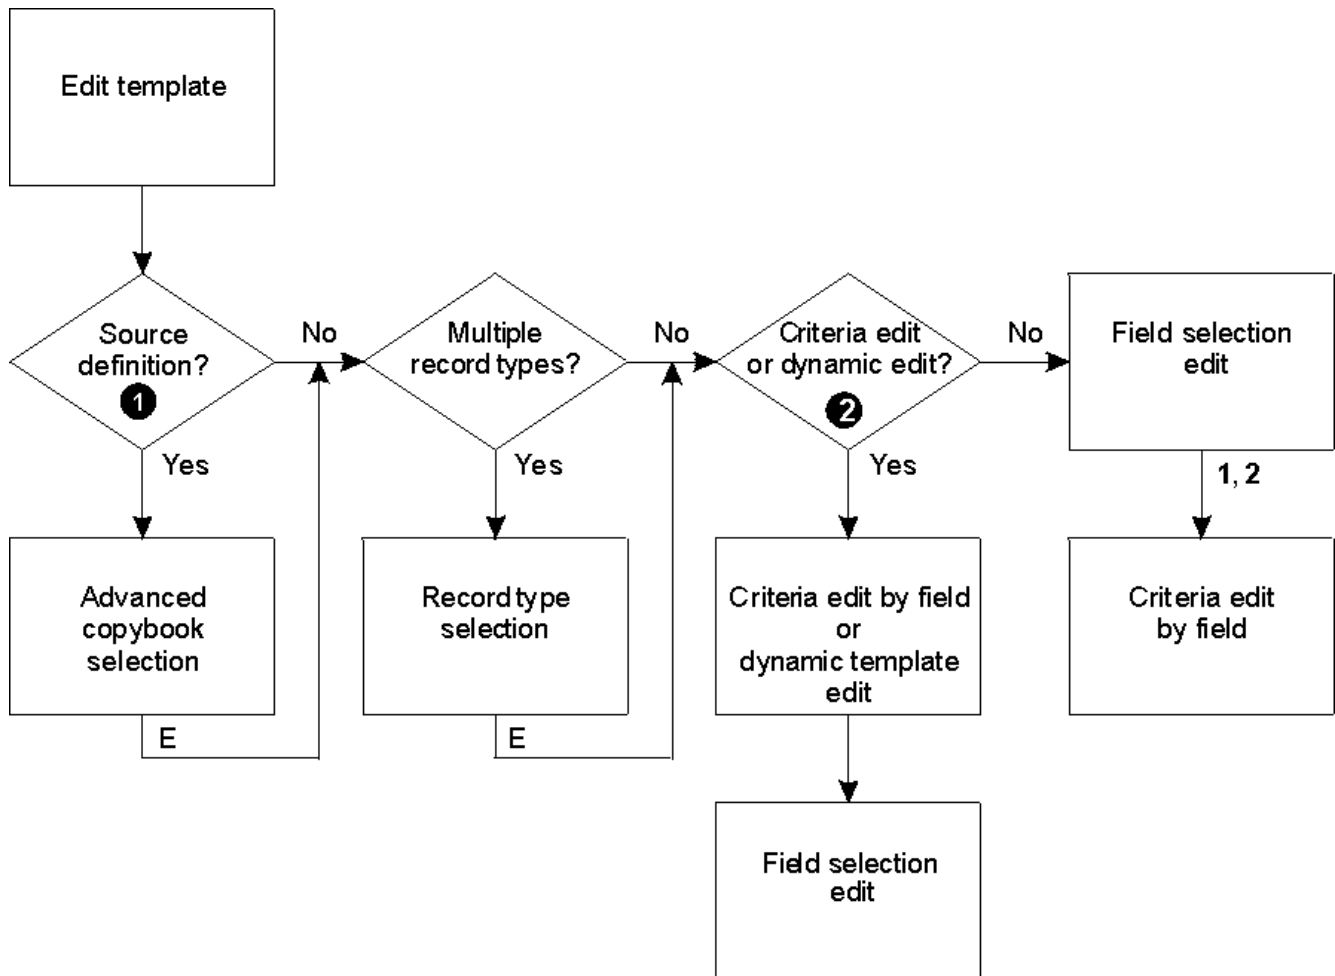 Edit template
Source
definition?
1
No
Multiple
record types?
No
Criteria edit
or dynamic edit?
2
No
Field selection
edit
Yes
Yes
Yes
1, 2
Advanced
copybook
selection
Record type
selection
Criteria edit by field
or
dynamic template
edit
Criteria edit
by field
E
E
Field selection
edit